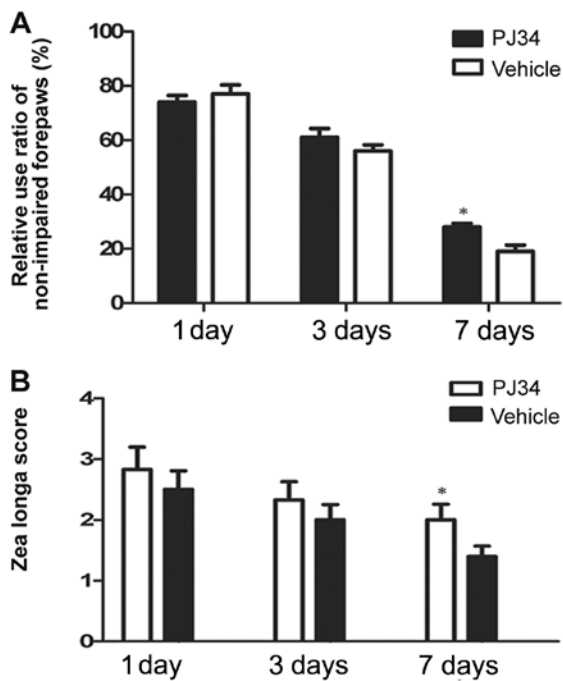 A
Relative use ratio of
non-impaired forepaws (%)
100
80
60
40
20
0
PJ34
Vehicle
*
1 day
3 days
7 days
B
Zea longa score
4
3
2
1
0
PJ34
Vehicle
*
1 day
3 days
7 days